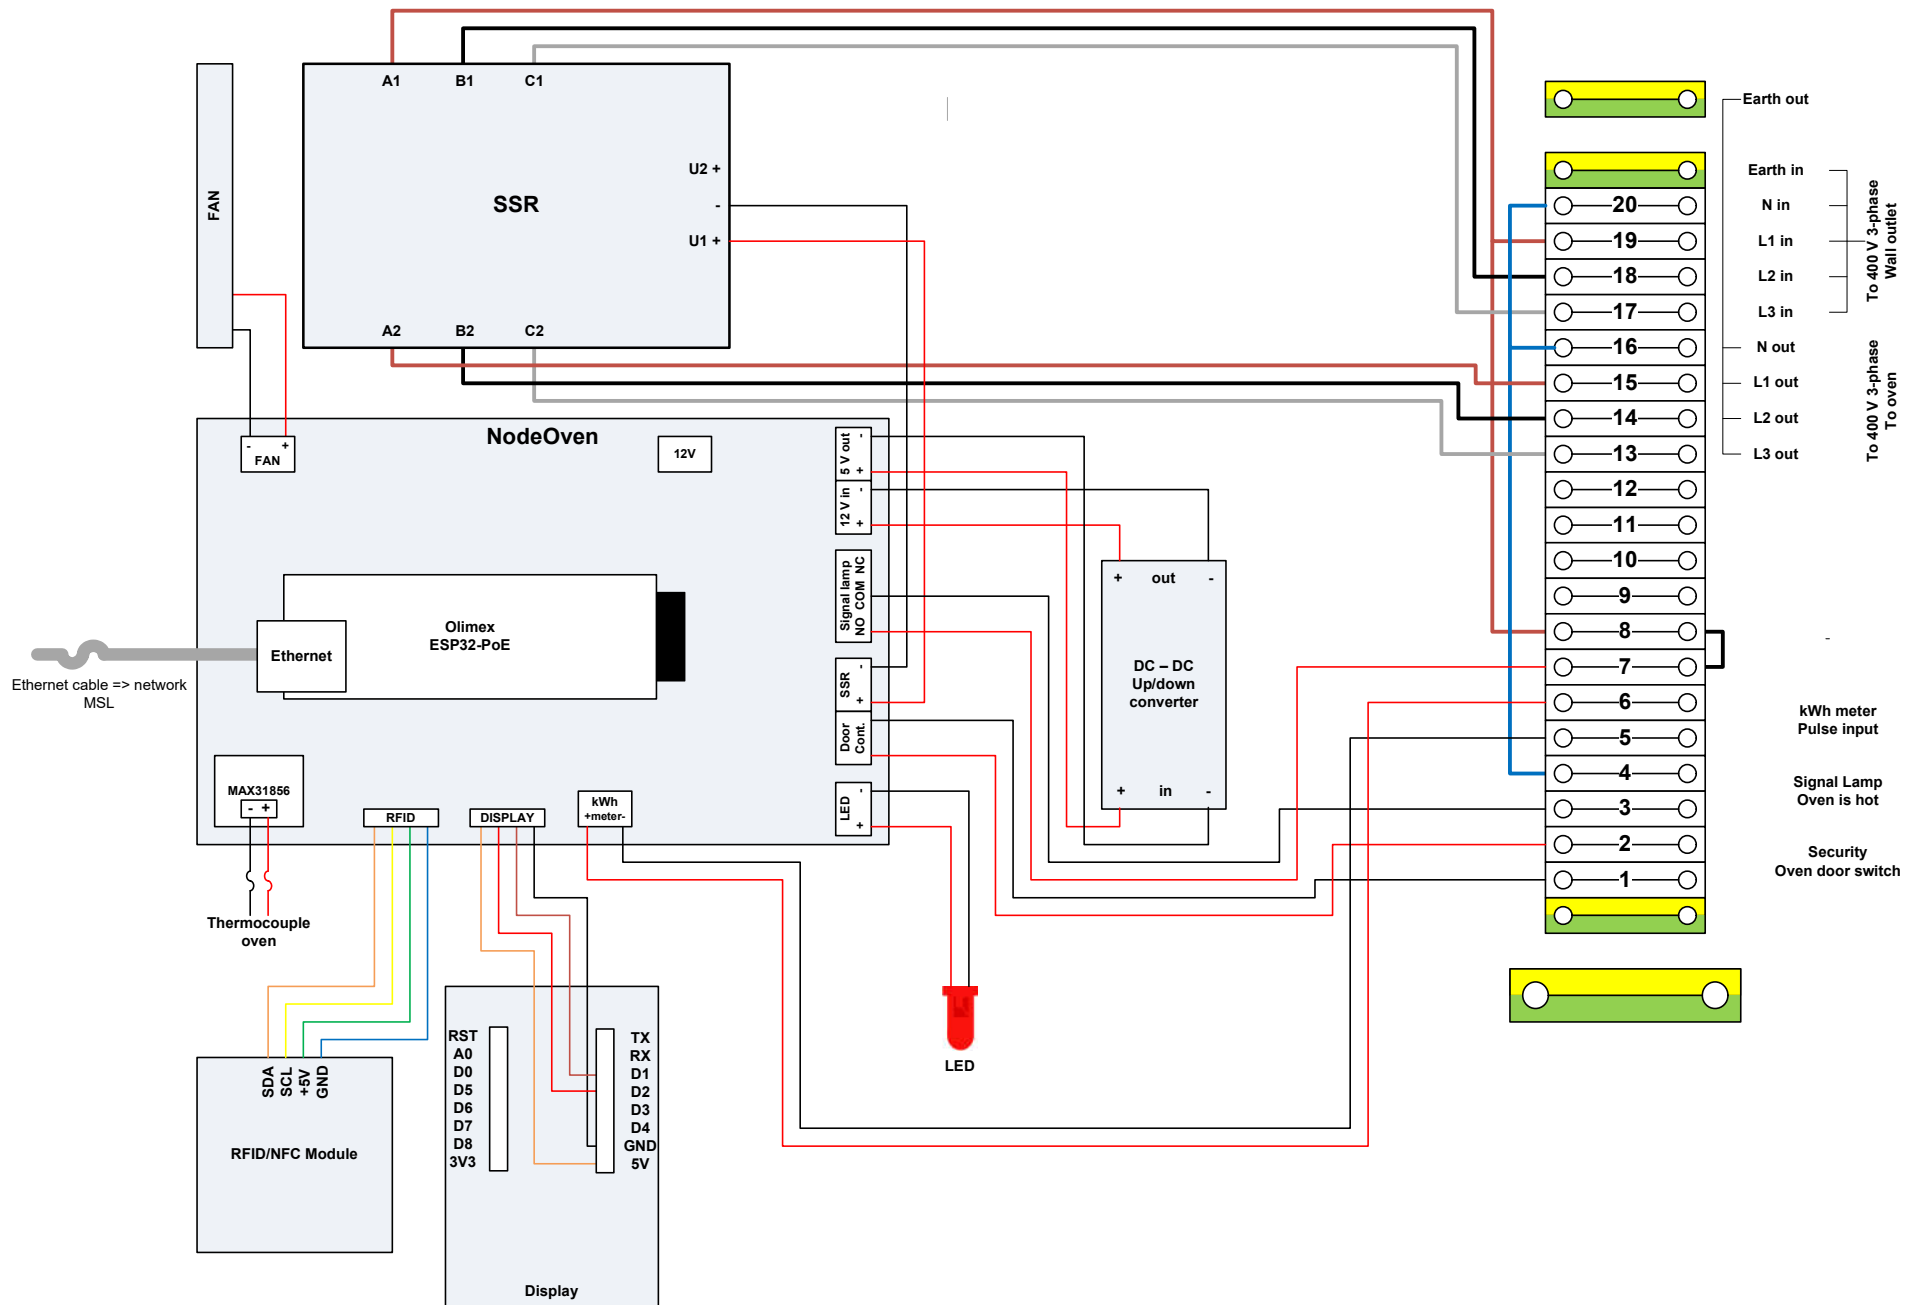 A1 B1 C1
Earth out
FAN
SSR
U2 +
-
U1 +
A2 B2 C2
Earth in
20 N in
19 L1 in
18 L2 in
17 L3 in
To 400 V 3-phase
Wall outlet
16 N out
15 L1 out
14 L2 out
13 L3 out
To 400 V 3-phase
To oven
12
11
10
9
8 -
7
6
5
4
3
2
1
kWh meter
Pulse input
Signal Lamp
Oven is hot
Security
Oven door switch
NodeOven
- +
FAN
12V
5 V out
+ -
12 V in
+ -
Signal lamp
NO COM NC
SSR
+ -
Door
Cont.
LED
+ -
Olimex
ESP32-PoE
Ethernet
Ethernet cable => network
MSL
MAX31856
- +
RFID
DISPLAY
kWh
+meter-
Thermocouple
oven
+ out -
DC – DC
Up/down
converter
+ in -
SDA
SCL
+5V
GND
RFID/NFC Module
RST
A0
D0
D5
D6
D7
D8
3V3
TX
RX
D1
D2
D3
D4
GND
5V
Display
LED